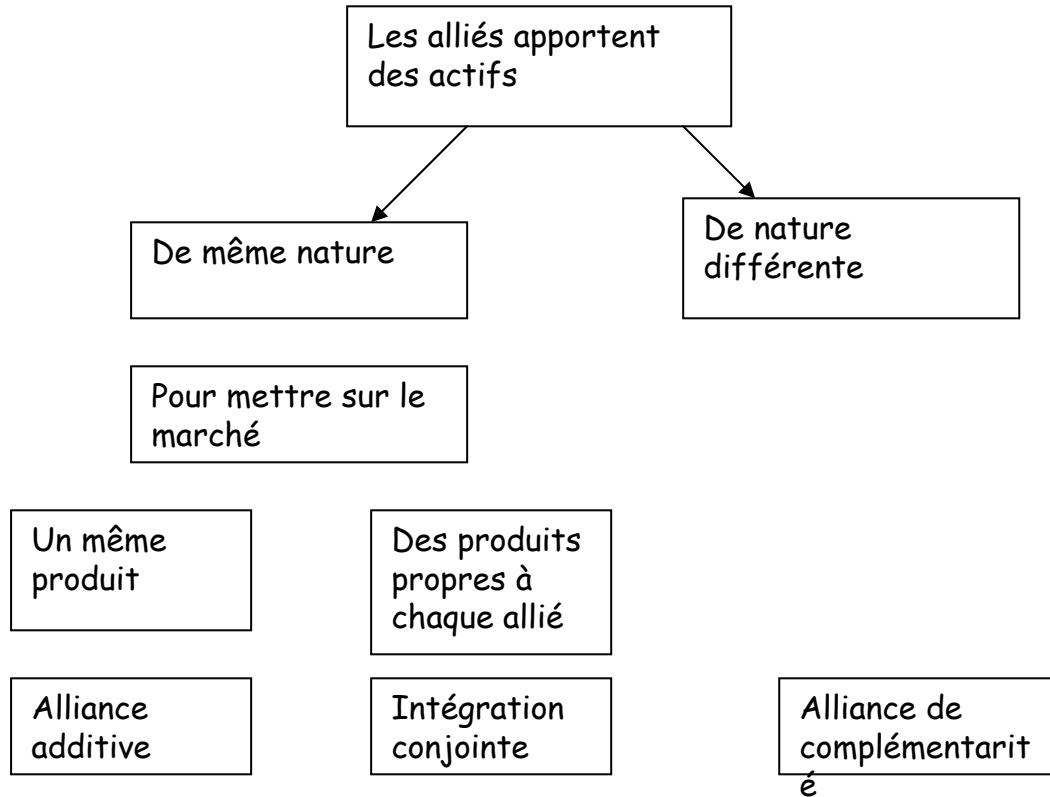 Les alliés apportent
des actifs
De même nature
De nature
différente
Pour mettre sur le
marché
Un même
produit
Des produits
propres à
chaque allié
Alliance
additive
Intégration
conjointe
Alliance de
complémentarit
é